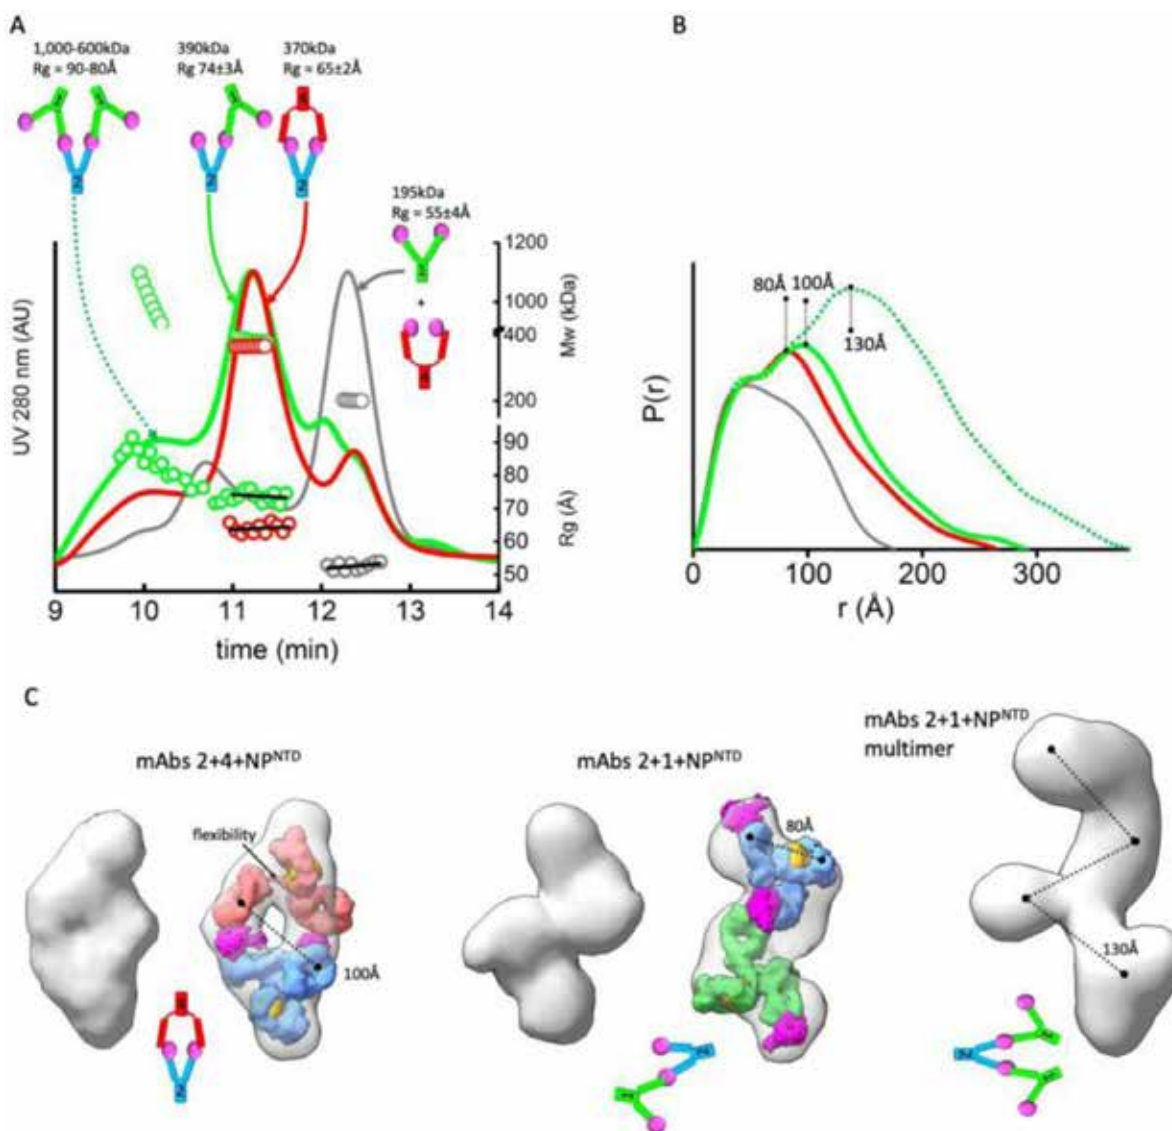 A
B
1,000-600kDa
Rg = 90-80Å
390kDa
Rg 74±3Å
370kDa
Rg = 65±2Å
195kDa
Rg = 55±4Å
+
UV 280 nm (AU)
Mw (kDa)
1200
1000
400
200
Rg (Å)
90
80
70
60
50
9
10
11
12
13
14
time (min)
P(r)
80Å
100Å
130Å
0
100
200
300
r (Å)
C
mAbs 2+4+NP^NTD
flexibility
100Å
mAbs 2+1+NP^NTD
80Å
mAbs 2+1+NP^NTD
multimer
130Å